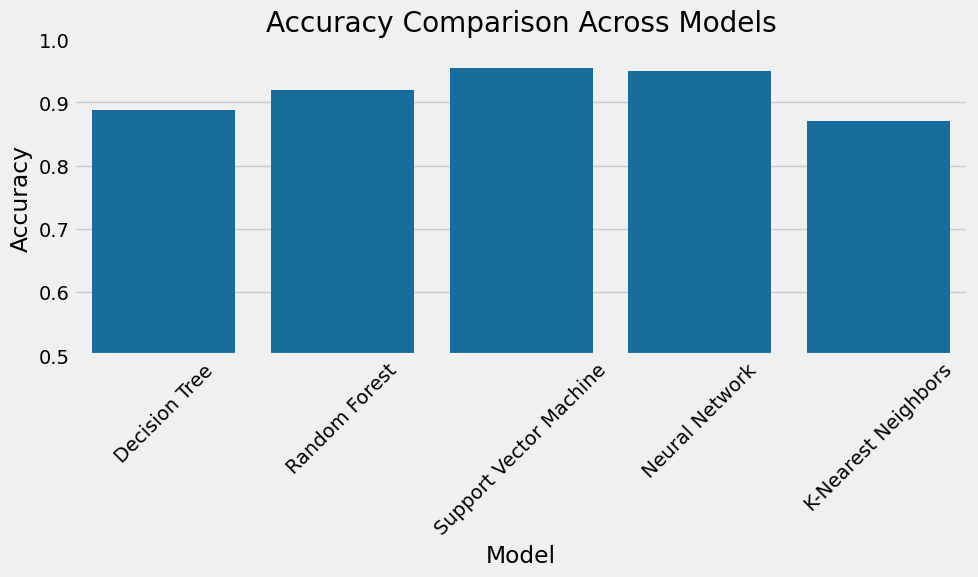 Accuracy Comparison Across Models
Accuracy
1.0
0.9
0.8
0.7
0.6
0.5
Decision Tree
Random Forest
Support Vector Machine
Neural Network
K-Nearest Neighbors
Model